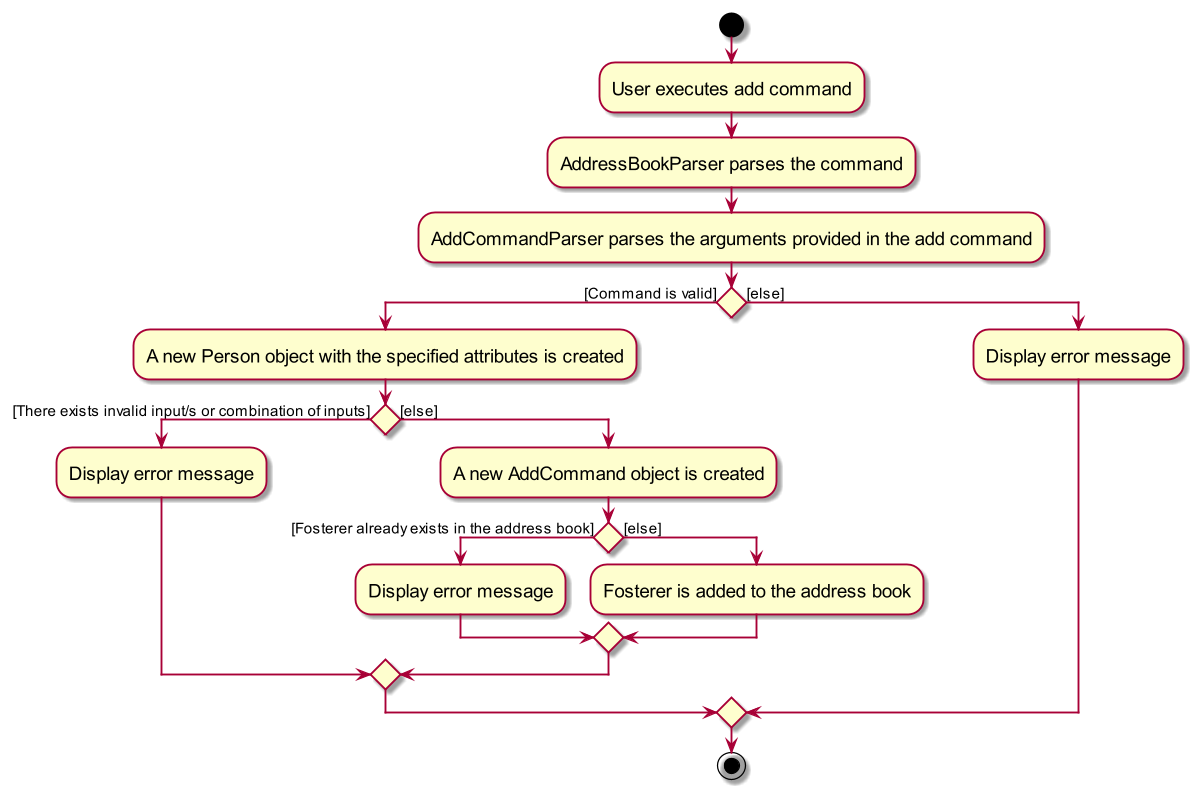 User executes add command
AddressBookParser parses the command
AddCommandParser parses the arguments provided in the add command
[Command is valid]
[else]
A new Person object with the specified attributes is created
Display error message
[There exists invalid input/s or combination of inputs]
[else]
Display error message
A new AddCommand object is created
[Fosterer already exists in the address book]
[else]
Display error message
Fosterer is added to the address book